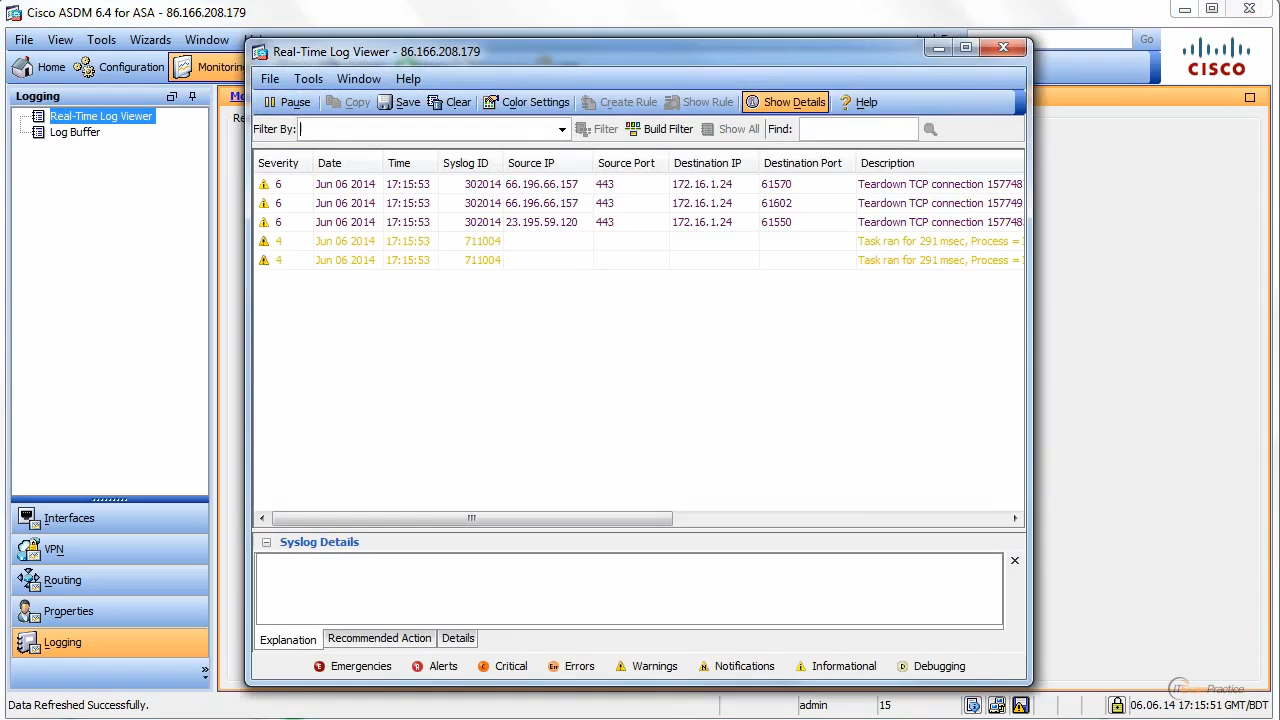 Cisco ASDM 6.4 for ASA - 86.166.208.179
File View Tools Wizards Window
Go
Home Configuration
CISCO
Real-Time Log Viewer - 86.166.208.179
File Tools Window Help
Logging
Real-Time Log Viewer
Log Buffer
Pause Copy Save Clear Color Settings Create Rule Show Rule Show Details Help
Filter By: Filter Build Filter Show All Find:
Severity Date Time Syslog ID Source IP Source Port Destination IP Destination Port Description
6 Jun 06 2014 17:15:53 302014 66.196.66.157 443 172.16.1.24 61570 Teardown TCP connection 157748
6 Jun 06 2014 17:15:53 302014 66.196.66.157 443 172.16.1.24 61602 Teardown TCP connection 157749
6 Jun 06 2014 17:15:53 302014 23.195.59.120 443 172.16.1.24 61550 Teardown TCP connection 157748
4 Jun 06 2014 17:15:53 711004 Task ran for 291 msec, Process =
4 Jun 06 2014 17:15:53 711004 Task ran for 291 msec, Process =
Interfaces
VPN
Routing
Properties
Logging
Syslog Details
Explanation Recommended Action Details
Emergencies Alerts Critical Errors Warnings Notifications Informational Debugging
Data Refreshed Successfully.
admin 15 06.06.14 17:15:51 GMT/BDT